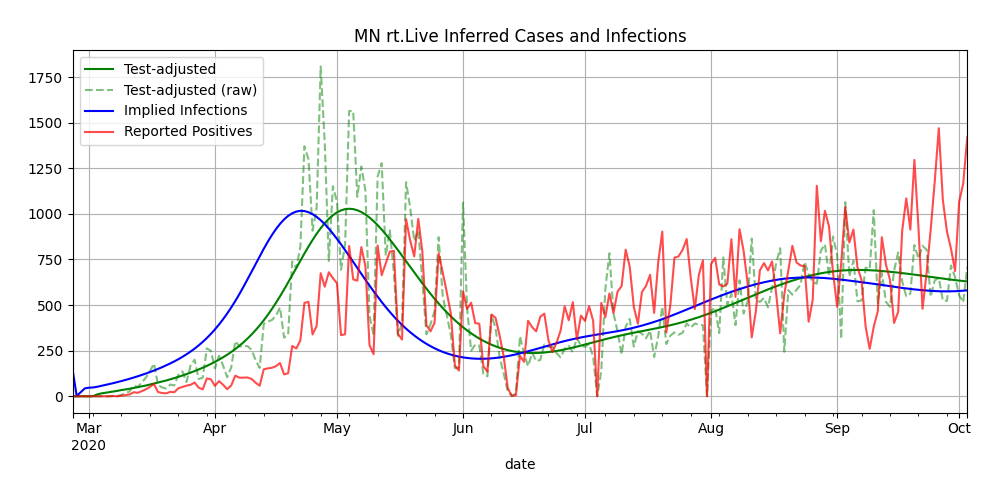 MN rt.Live Inferred Cases and Infections
Test-adjusted
Test-adjusted (raw)
Implied Infections
Reported Positives
1750
1500
1250
1000
750
500
250
0
Mar Apr May Jun Jul Aug Sep Oct
2020
date